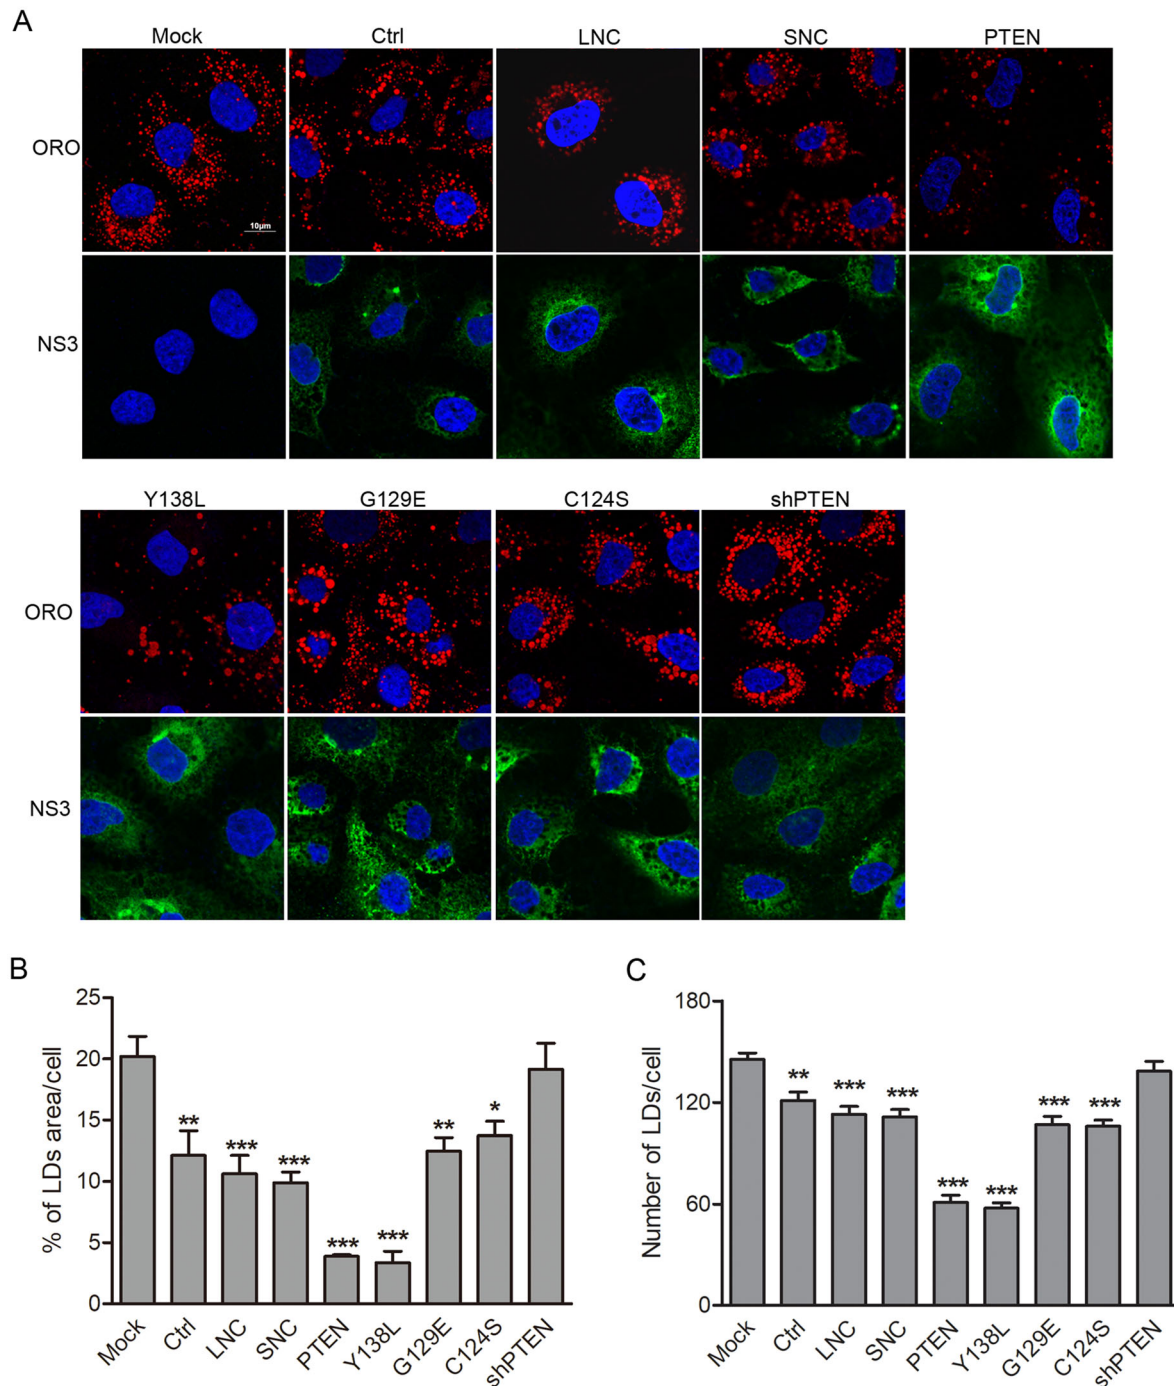 A
Mock Ctrl LNC SNC PTEN
ORO
10µm
NS3
Y138L G129E C124S shPTEN
ORO
NS3
B
% of LDs area/cell
25
20
15
10
5
0
** *** *** *** *** ** *
Mock Ctrl LNC SNC PTEN Y138L G129E C124S shPTEN
C
Number of LDs/cell
180
120
60
0
** *** *** *** *** *** ***
Mock Ctrl LNC SNC PTEN Y138L G129E C124S shPTEN